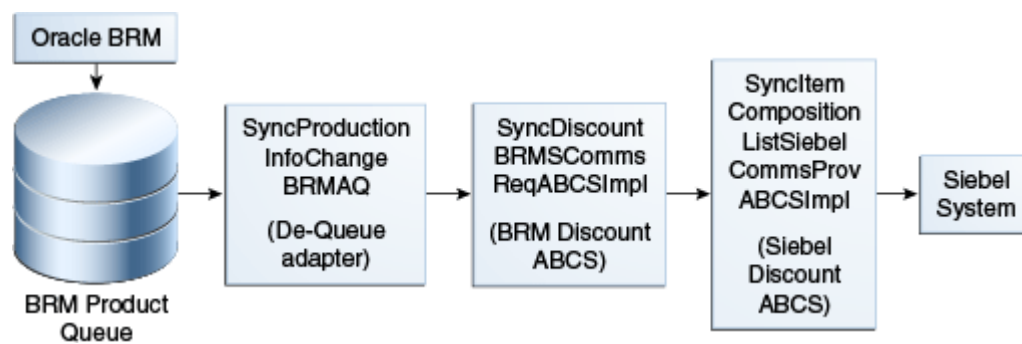 Oracle BRM
BRM Product
Queue
SyncProduction
InfoChange
BRMAQ
(De-Queue
adapter)
SyncDiscount
BRMSComms
ReqABCSImpl
(BRM Discount
ABCS)
SyncItem
Composition
ListSiebel
CommsProv
ABCSImpl
(Siebel
Discount
ABCS)
Siebel
System